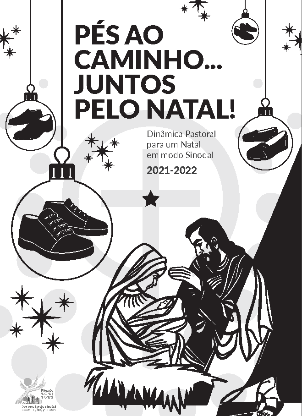 PÉS AO
CAMINHO...
JUNTOS
PELO NATAL!
Dinâmica Pastoral
para um Natal
em modo Sinodal
2021-2022